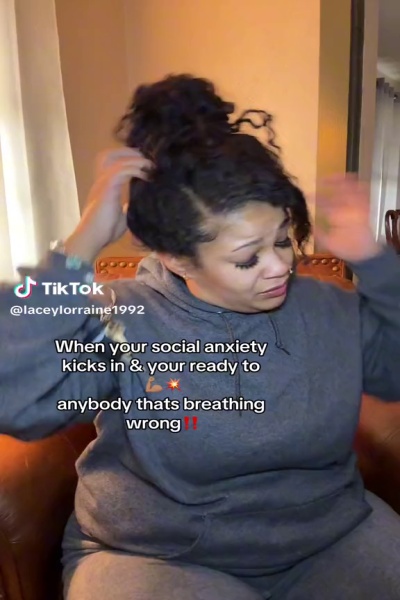 TikTok
@laceylorraine1992
When your social anxiety
kicks in & your ready to
💪🏽💥
anybody thats breathing
wrong‼️